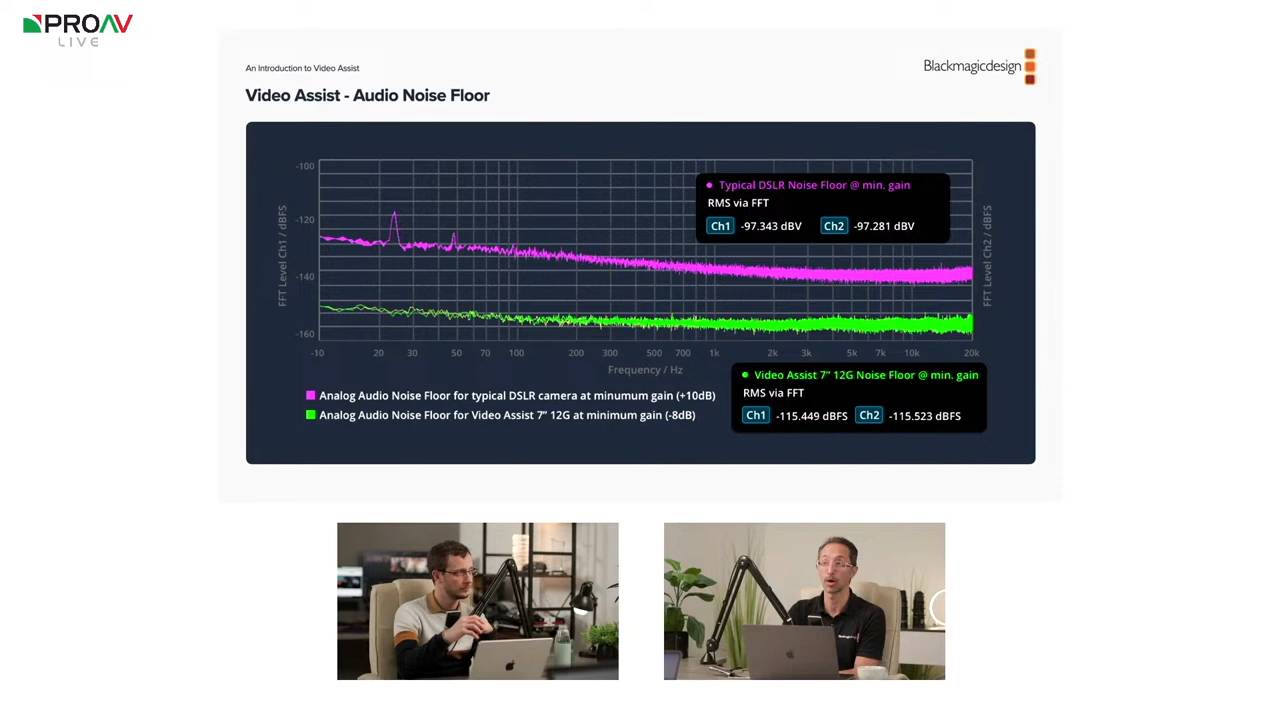 PROAV
LIVE
An Introduction to Video Assist
Blackmagicdesign
Video Assist - Audio Noise Floor
-100
-120
-140
-160
FFT Level Ch1 / dBFS
FFT Level Ch2 / dBFS
Typical DSLR Noise Floor @ min. gain
RMS via FFT
Ch1 -97.343 dBV Ch2 -97.281 dBV
-10 20 30 50 70 100 200 300 500 700 1k 2k 3k 5k 7k 10k 20k
Frequency / Hz
Video Assist 7” 12G Noise Floor @ min. gain
RMS via FFT
Ch1 -115.449 dBFS Ch2 -115.523 dBFS
Analog Audio Noise Floor for typical DSLR camera at minumum gain (+10dB)
Analog Audio Noise Floor for Video Assist 7” 12G at minimum gain (-8dB)